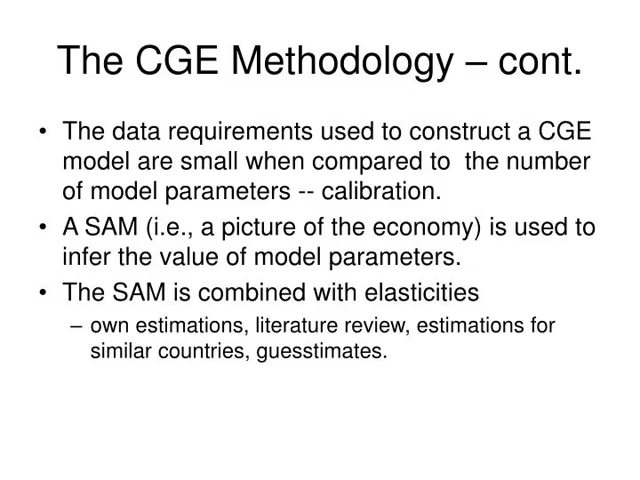 The CGE Methodology – cont.
• The data requirements used to construct a CGE
model are small when compared to  the number
of model parameters -- calibration.
• A SAM (i.e., a picture of the economy) is used to
infer the value of model parameters.
• The SAM is combined with elasticities
– own estimations, literature review, estimations for
similar countries, guesstimates.